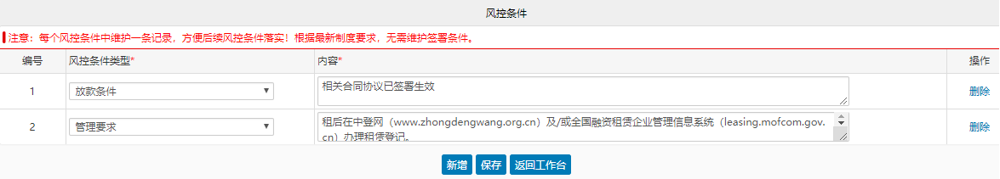 风控条件
注意：每个风控条件中维护一条记录，方便后续风控条件落实！根据最新制度要求，无需维护签署条件。
编号 风控条件类型* 内容* 操作
1 放款条件 相关合同协议已签署生效 删除
2 管理要求 租后在中登网（www.zhongdengwang.org.cn）及/或全国融资租赁企业管理信息系统（leasing.mofcom.gov. 删除
cn）办理租赁登记。
新增 保存 返回工作台